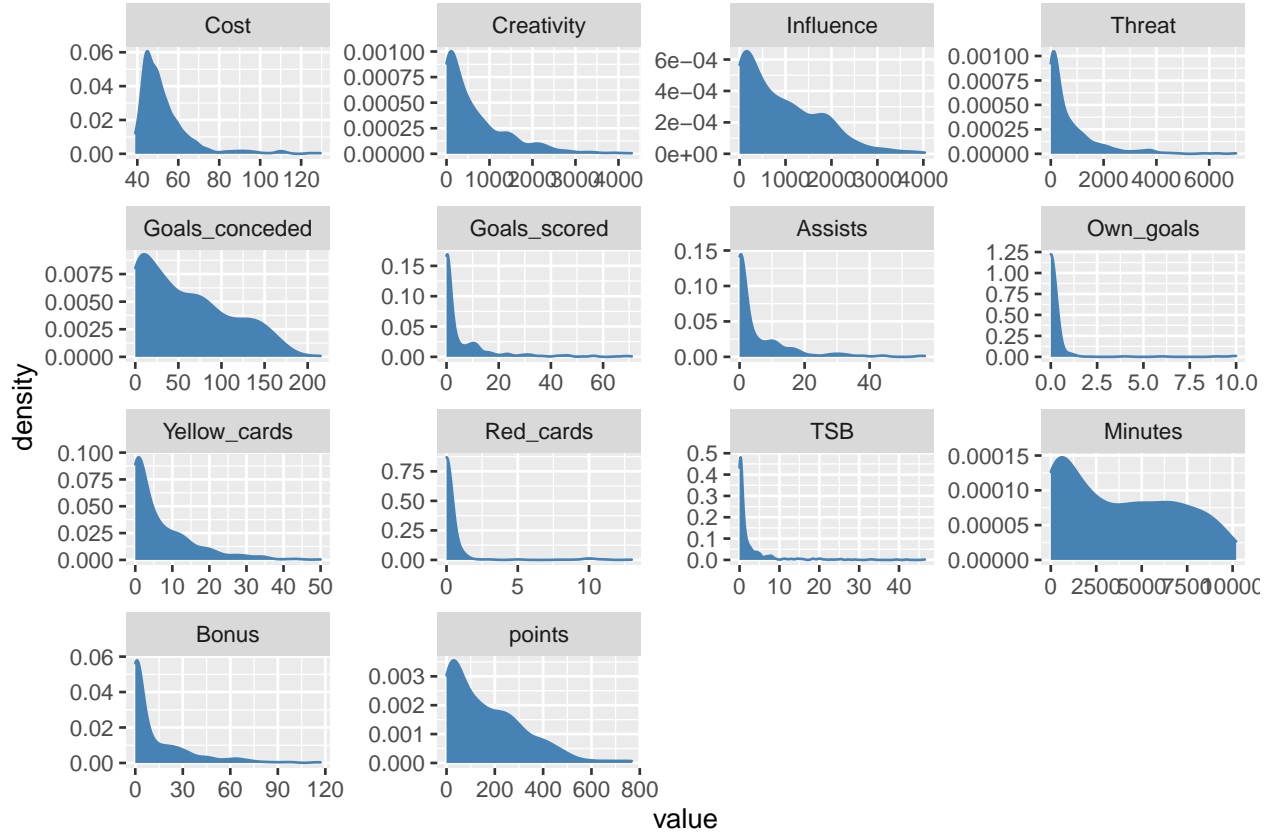 Cost Creativity Influence Threat
0.06 0.00100 6e−04 0.00100
0.04 0.00075 4e−04 0.00075
0.00050 0.00050
0.02 0.00025 2e−04 0.00025
0.00 0.00000 0e+00 0.00000
40 60 80 100 120 0 1000 2000 3000 4000 0 1000 2000 3000 4000 0 2000 4000 6000
Goals_conceded Goals_scored Assists Own_goals
0.0075 0.15 0.15 1.25
0.0050 0.10 0.10 1.00
0.0025 0.05 0.05 0.75
0.0000 0.00 0.00 0.50
0.25
0.00
0 50 100 150 200 0 20 40 60 0 20 40 0.0 2.5 5.0 7.5 10.0
density
Yellow_cards Red_cards TSB Minutes
0.100 0.75 0.5 0.00015
0.075 0.50 0.4 0.00010
0.050 0.25 0.3 0.00005
0.025 0.00 0.2 0.00000
0.000 0.1
0.0
0 10 20 30 40 50 0 5 10 0 10 20 30 40 0 2500 5000 7500 10000
Bonus points
0.06 0.003
0.04 0.002
0.02 0.001
0.00 0.000
0 30 60 90 120 0 200 400 600 800
value